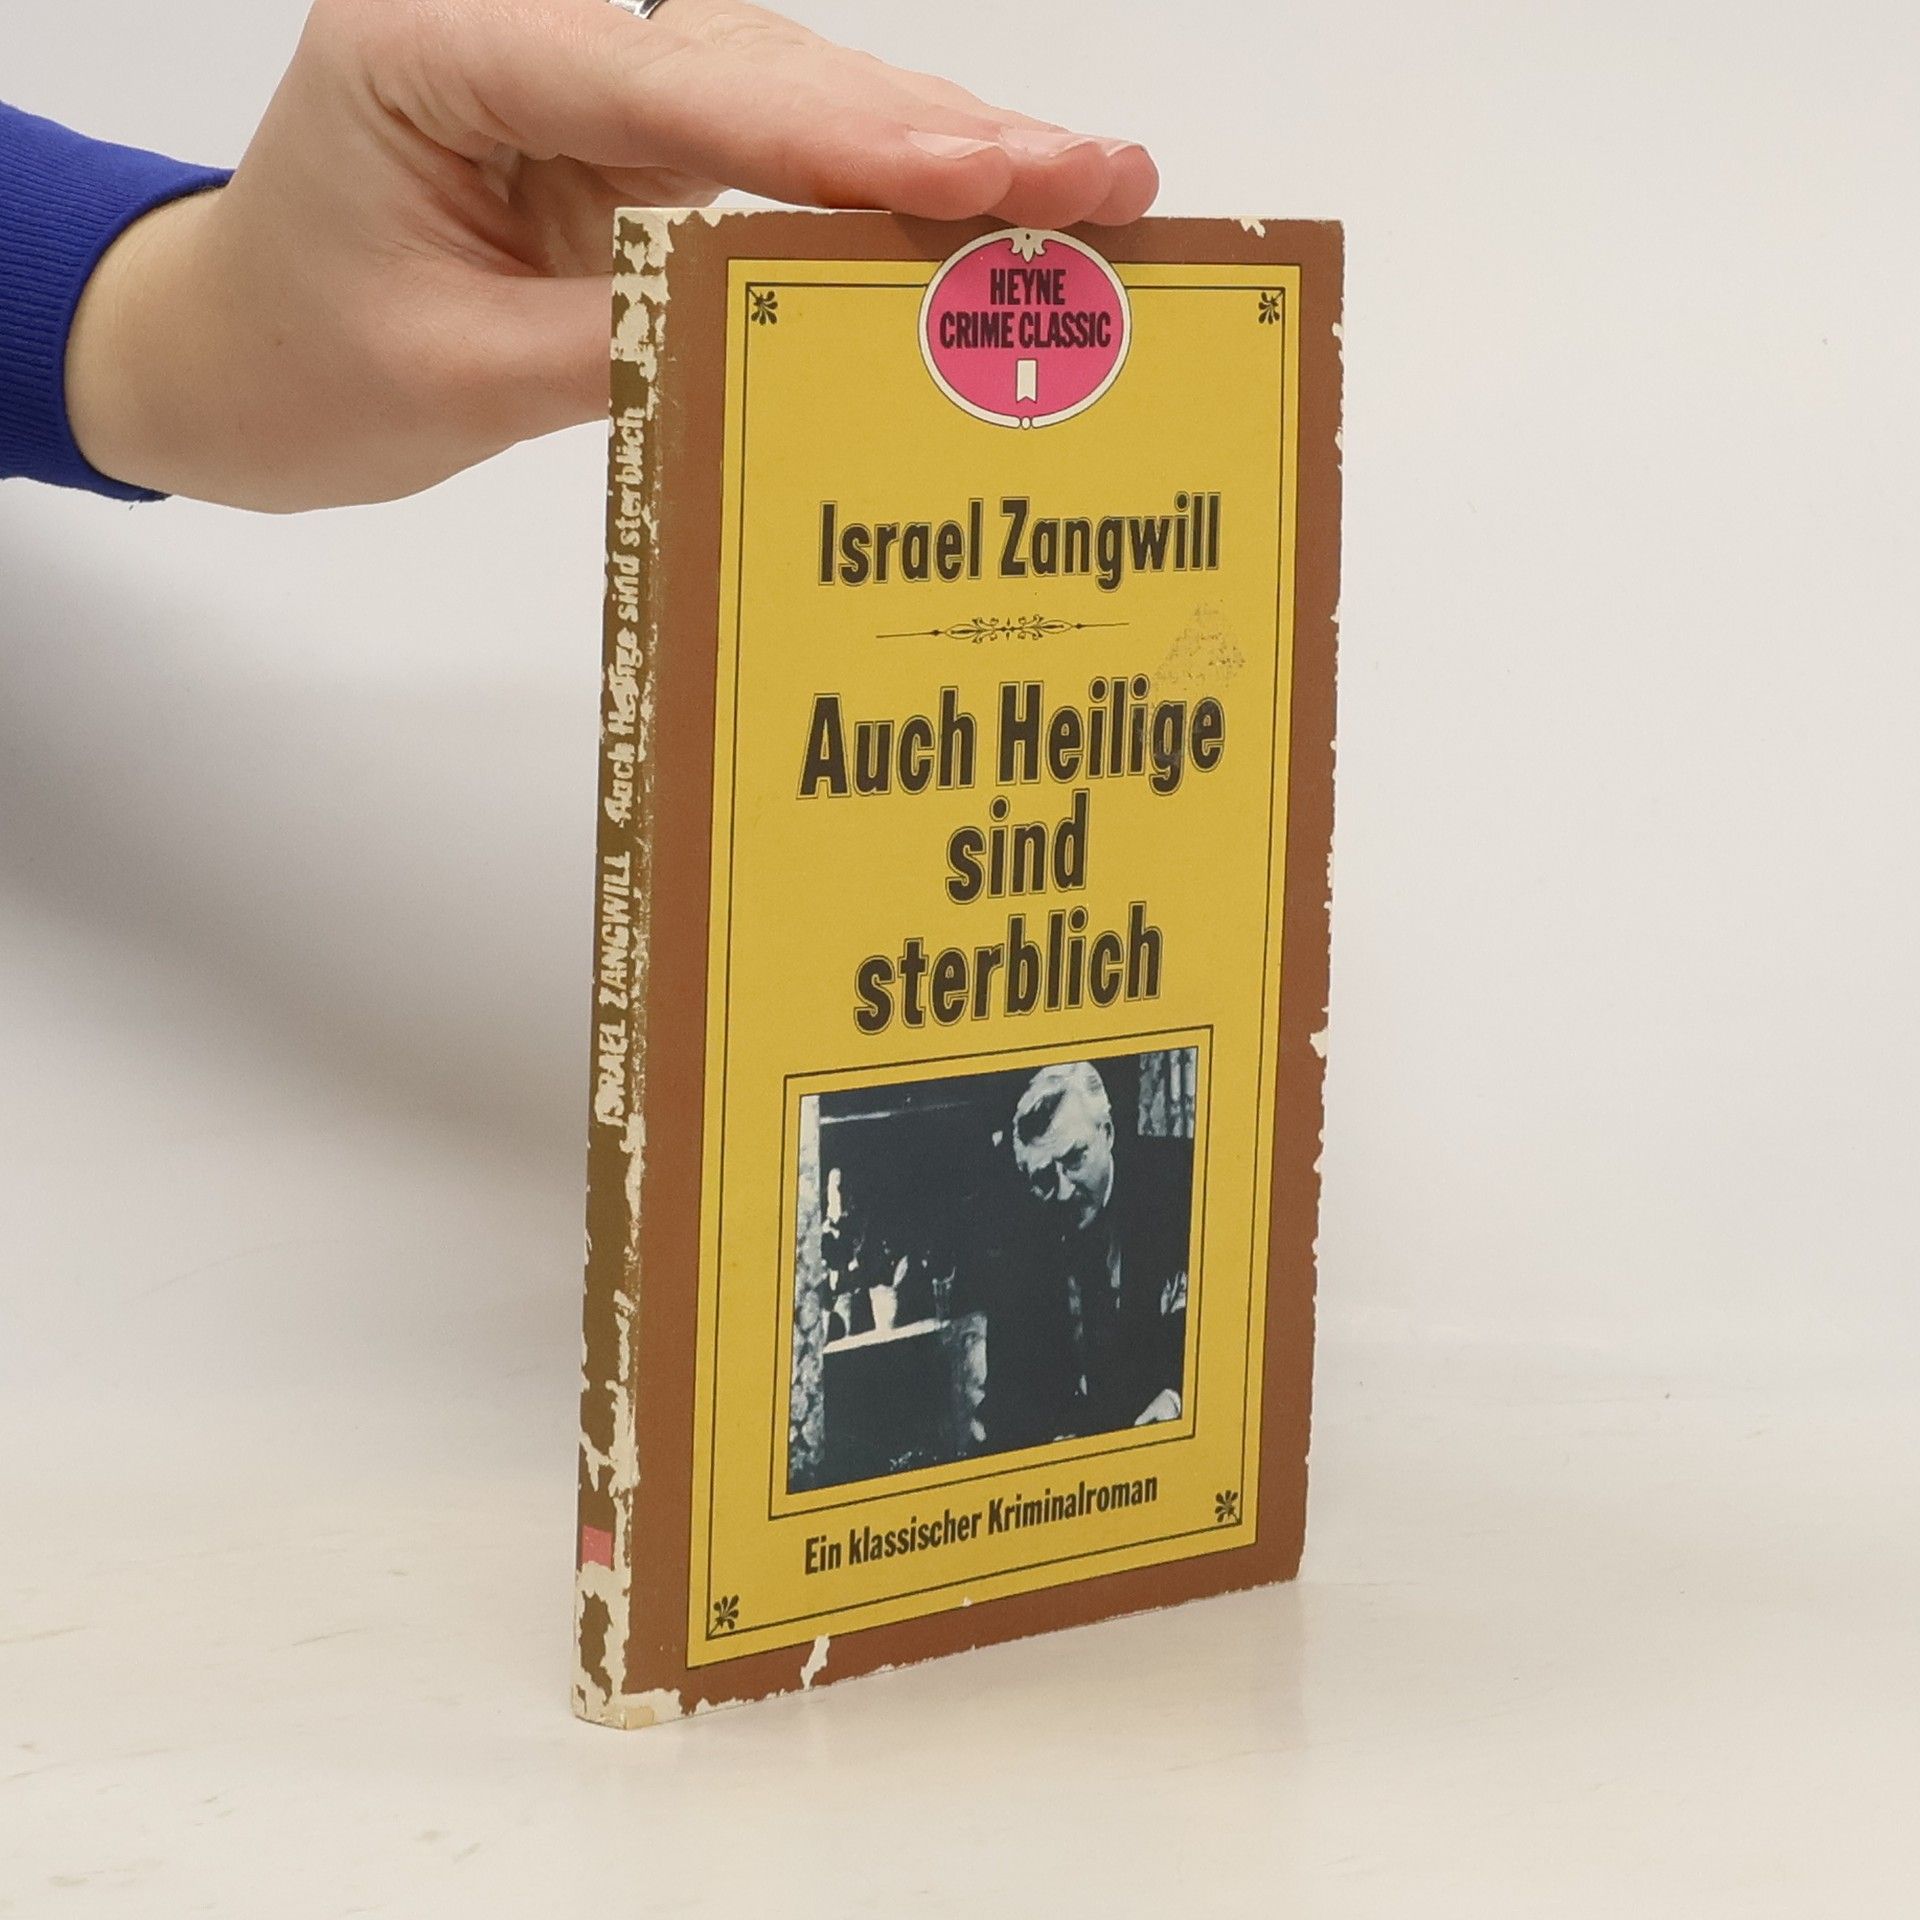 HEYNE
CRIME CLASSIC
Israel Zangwill
Auch Heilige
sind
sterblich
Ein klassischer Kriminalroman
ISRAEL ZANGWILL Auch Heilige sind sterblich